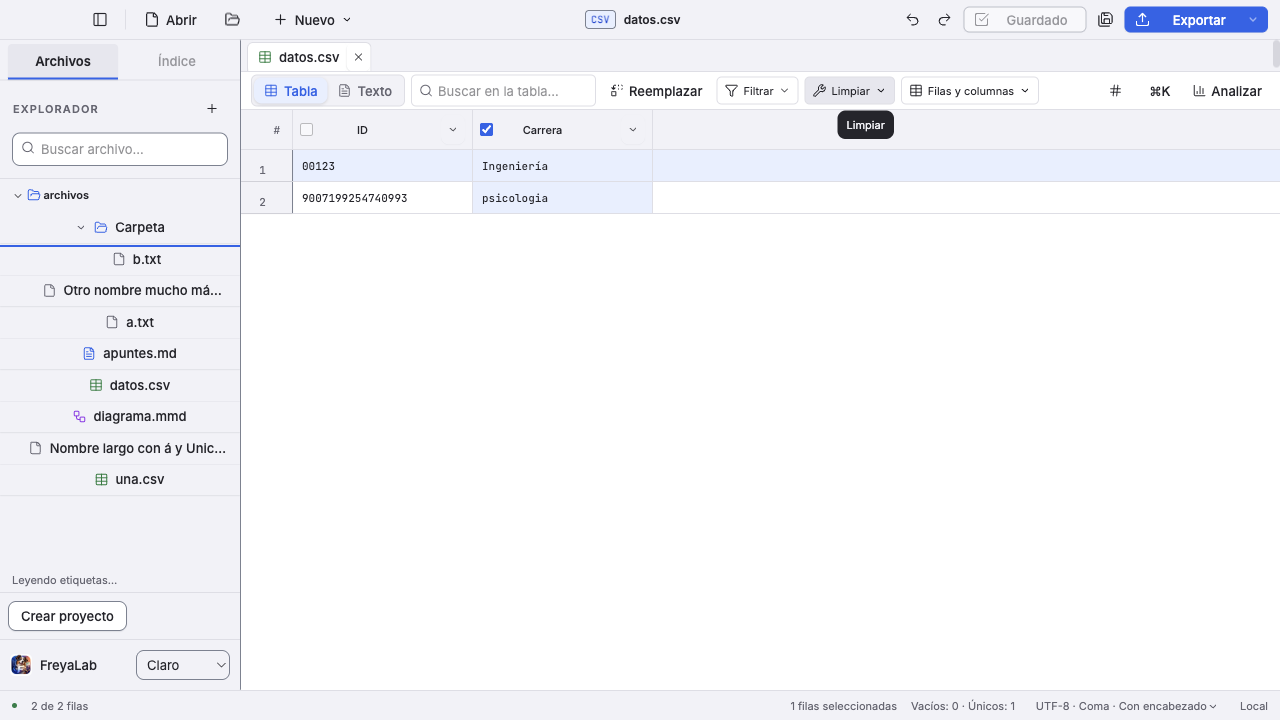 Abrir
Nuevo
CSV datos.csv
Guardado
Exportar
Archivos
Índice
datos.csv
Tabla
Texto
Buscar en la tabla...
Reemplazar
Filtrar
Limpiar
Filas y columnas
#
⌘K
Analizar
Limpiar
EXPLORADOR
Buscar archivo...
archivos
Carpeta
b.txt
Otro nombre mucho má...
a.txt
apuntes.md
datos.csv
diagrama.mmd
Nombre largo con á y Unic...
una.csv
Leyendo etiquetas...
Crear proyecto
FreyaLab
Claro
# ID Carrera
1 00123 Ingeniería
2 9007199254740993 psicologia
2 de 2 filas
1 filas seleccionadas
Vacíos: 0 · Únicos: 1
UTF-8 · Coma · Con encabezado
Local